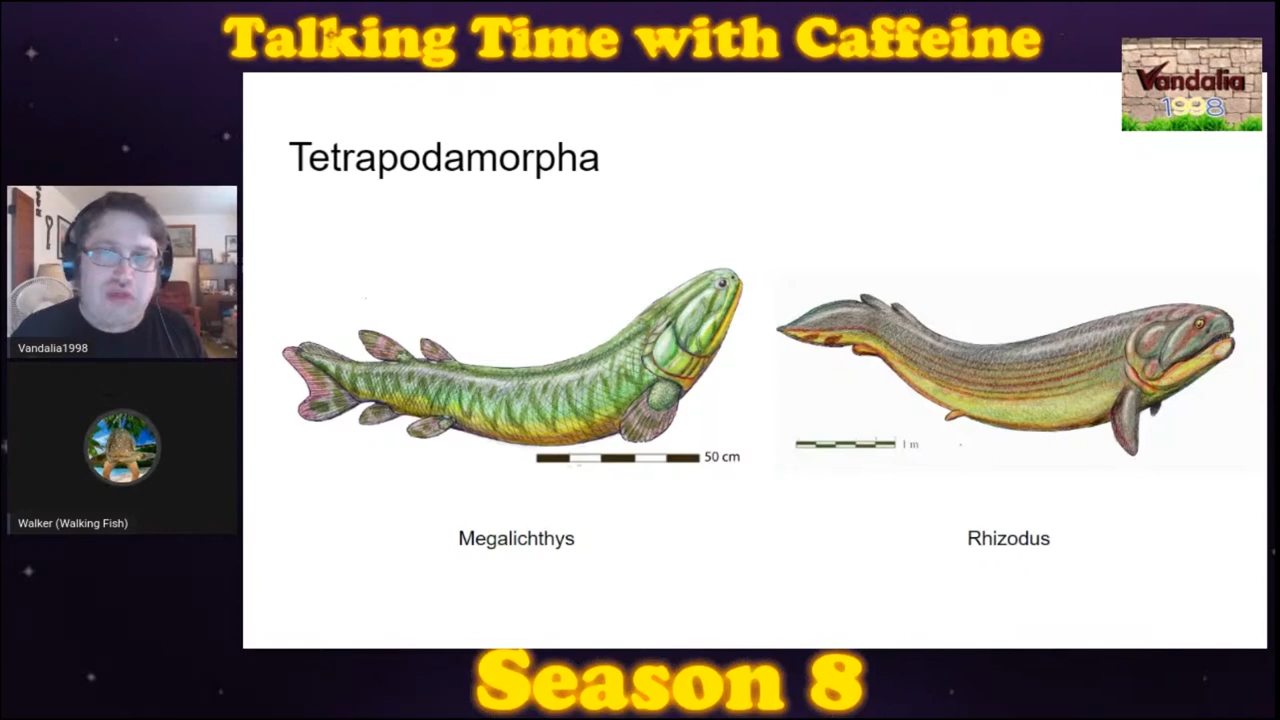 Talking Time with Caffeine
Vandalia
1998
Tetrapodamorpha
Vandalia1998
50 cm
1 m
Walker (Walking Fish)
Megalichthys
Rhizodus
Season 8